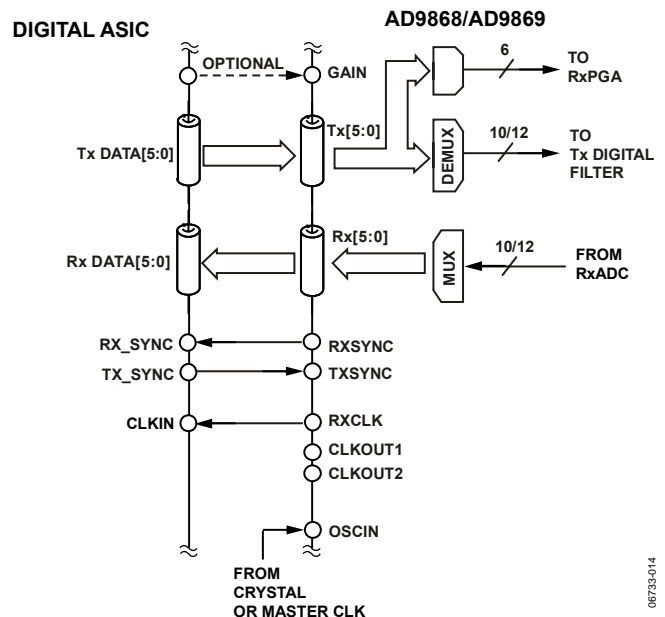 DIGITAL ASIC
AD9868/AD9869
OPTIONAL
GAIN
6
TO
RxPGA
Tx DATA[5:0]
Tx[5:0]
DEMUX
10/12
TO
Tx DIGITAL
FILTER
Rx DATA[5:0]
Rx[5:0]
MUX
10/12
FROM
RxADC
RX_SYNC
RXSYNC
TX_SYNC
TXSYNC
CLKIN
RXCLK
CLKOUT1
CLKOUT2
OSCIN
FROM
CRYSTAL
OR MASTER CLK
06733-014